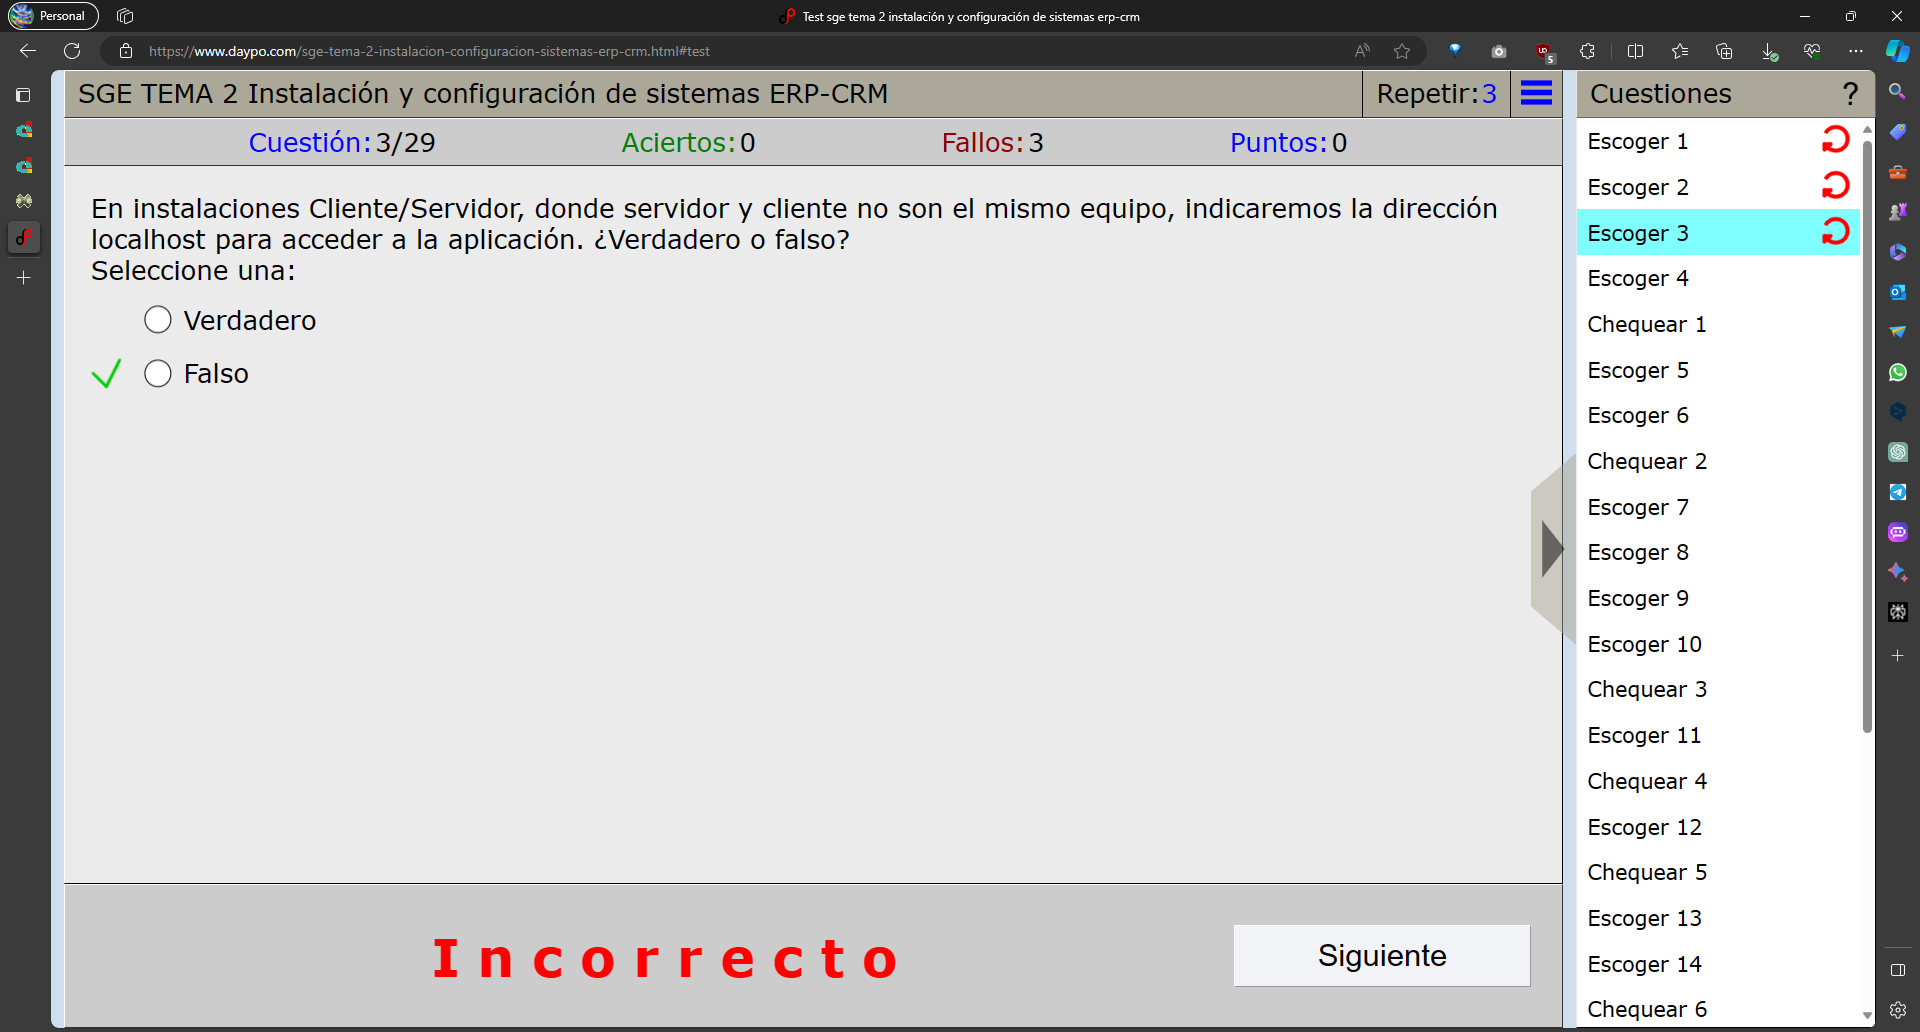 Personal
Test sge tema 2 instalación y configuración de sistemas erp-crm
https://www.daypo.com/sge-tema-2-instalacion-configuracion-sistemas-erp-crm.html#test
SGE TEMA 2 Instalación y configuración de sistemas ERP-CRM
Repetir:3
Cuestión:3/29
Aciertos:0
Fallos:3
Puntos:0
En instalaciones Cliente/Servidor, donde servidor y cliente no son el mismo equipo, indicaremos la dirección
localhost para acceder a la aplicación. ¿Verdadero o falso?
Seleccione una:
Verdadero
Falso
Incorrecto
Siguiente
Cuestiones ?
Escoger 1
Escoger 2
Escoger 3
Escoger 4
Chequear 1
Escoger 5
Escoger 6
Chequear 2
Escoger 7
Escoger 8
Escoger 9
Escoger 10
Chequear 3
Escoger 11
Chequear 4
Escoger 12
Chequear 5
Escoger 13
Escoger 14
Chequear 6
5